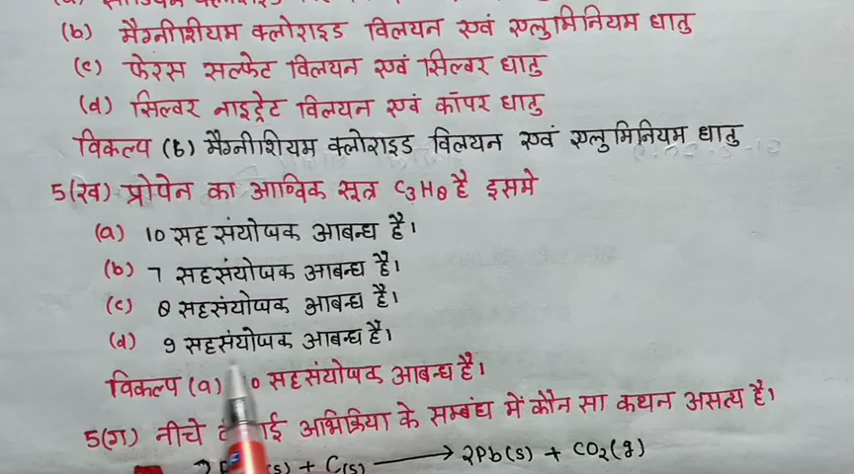 (b) मैग्नीशियम क्लोराइड विलयन एवं एलुमिनियम धातु
(c) फेरस सल्फेट विलयन एवं सिल्वर धातु
(d) सिल्वर नाइट्रेट विलयन एवं कॉपर धातु
विकल्प (b) मैग्नीशियम क्लोराइड विलयन एवं एलुमिनियम धातु
5(ख) प्रोपेन का आण्विक सूत्र C₃H₈ है इसमे
(a) 10 सहसंयोजक आबन्ध है।
(b) 7 सहसंयोजक आबन्ध है।
(c) 8 सहसंयोजक आबन्ध है।
(d) 9 सहसंयोजक आबन्ध है।
विकल्प (a) 0 सहसंयोजक आबन्ध है।
5(ग) नीचे अभिक्रिया के सम्बंध में कौन सा कथन असत्य है।
(s) + C(s) ⟶ 2Pb(s) + CO₂(g)